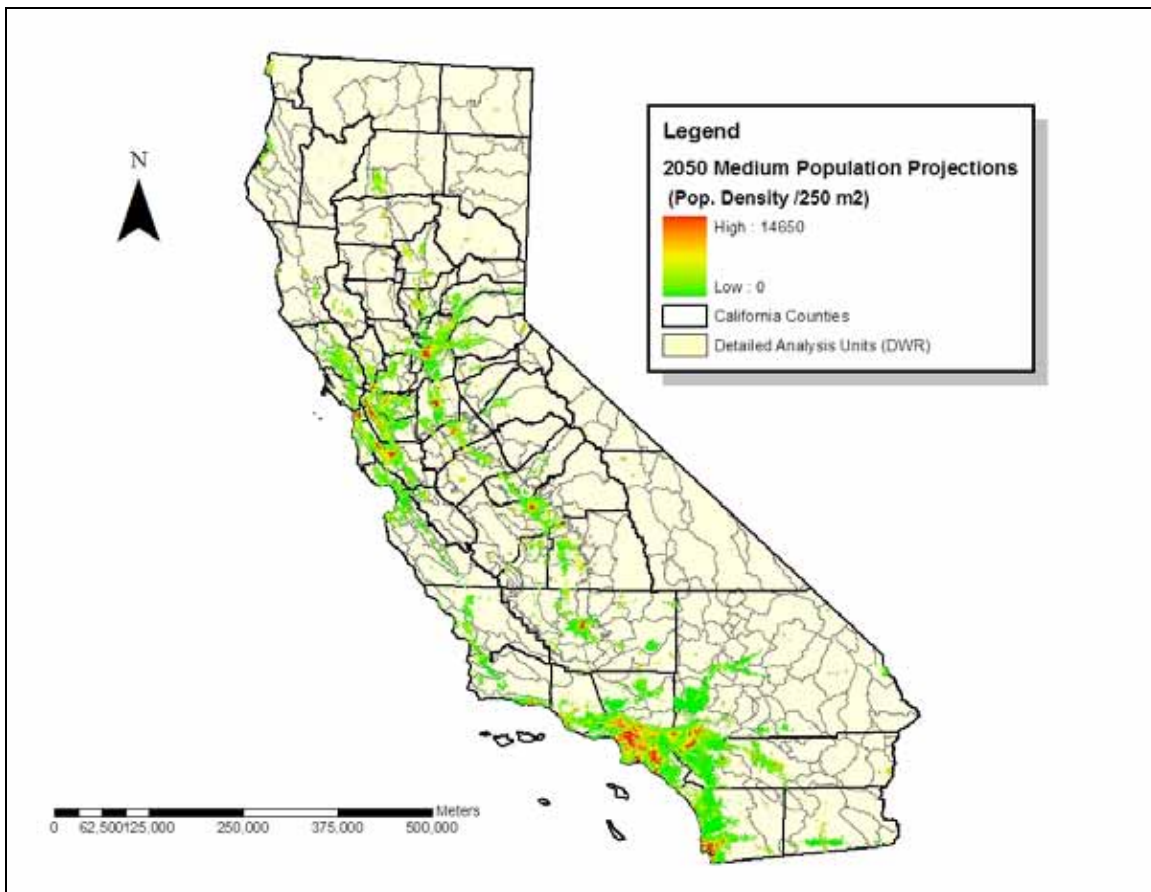 N
Legend
2050 Medium Population Projections
(Pop. Density /250 m2)
High : 14650
Low : 0
California Counties
Detailed Analysis Units (DWR)
Meters
0 62,500125,000 250,000 375,000 500,000